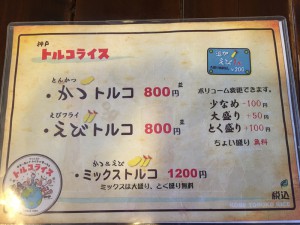 神戸
トルコライス
とんかつ
・かつトルコ 800円
えびフライ
・えびトルコ 800円
かつ&えび
・ミックストルコ 1200円
ミックスは大盛り、とく盛り無料
+200
ボリューム変更できます。
少なめ -100円
大盛り +50円
とく盛り +100円
ちょい盛り 無料
トルコライス
税込